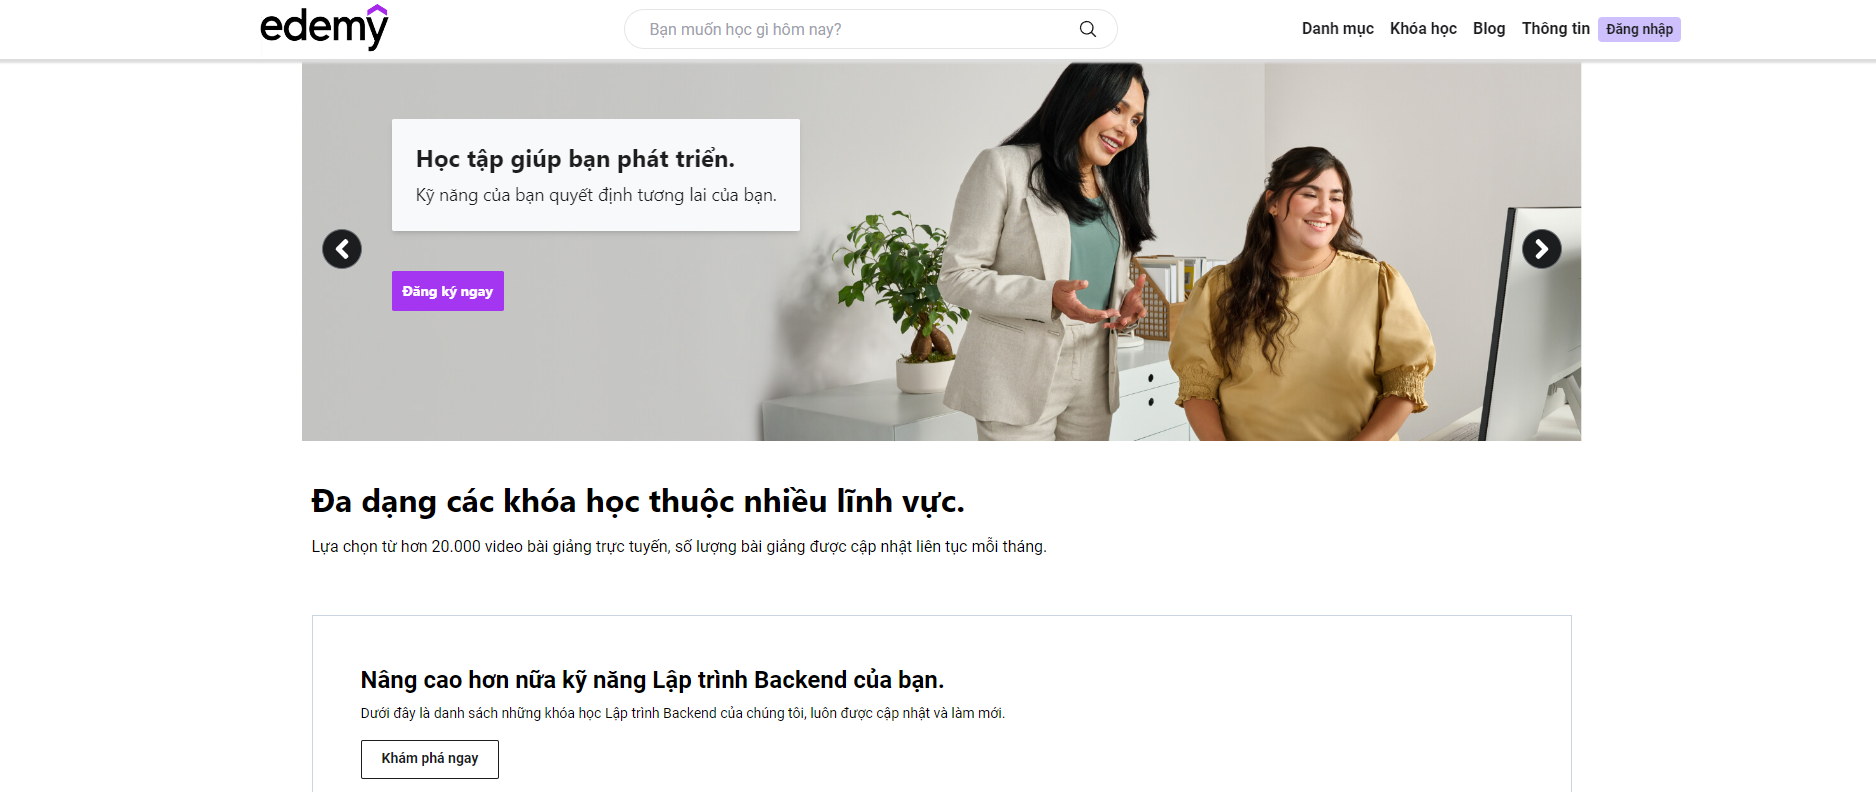 edemy
Bạn muốn học gì hôm nay?
Danh mục
Khóa học
Blog
Thông tin
Đăng nhập
Học tập giúp bạn phát triển.
Kỹ năng của bạn quyết định tương lai của bạn.
Đăng ký ngay
Đa dạng các khóa học thuộc nhiều lĩnh vực.
Lựa chọn từ hơn 20.000 video bài giảng trực tuyến, số lượng bài giảng được cập nhật liên tục mỗi tháng.
Nâng cao hơn nữa kỹ năng Lập trình Backend của bạn.
Dưới đây là danh sách những khóa học Lập trình Backend của chúng tôi, luôn được cập nhật và làm mới.
Khám phá ngay